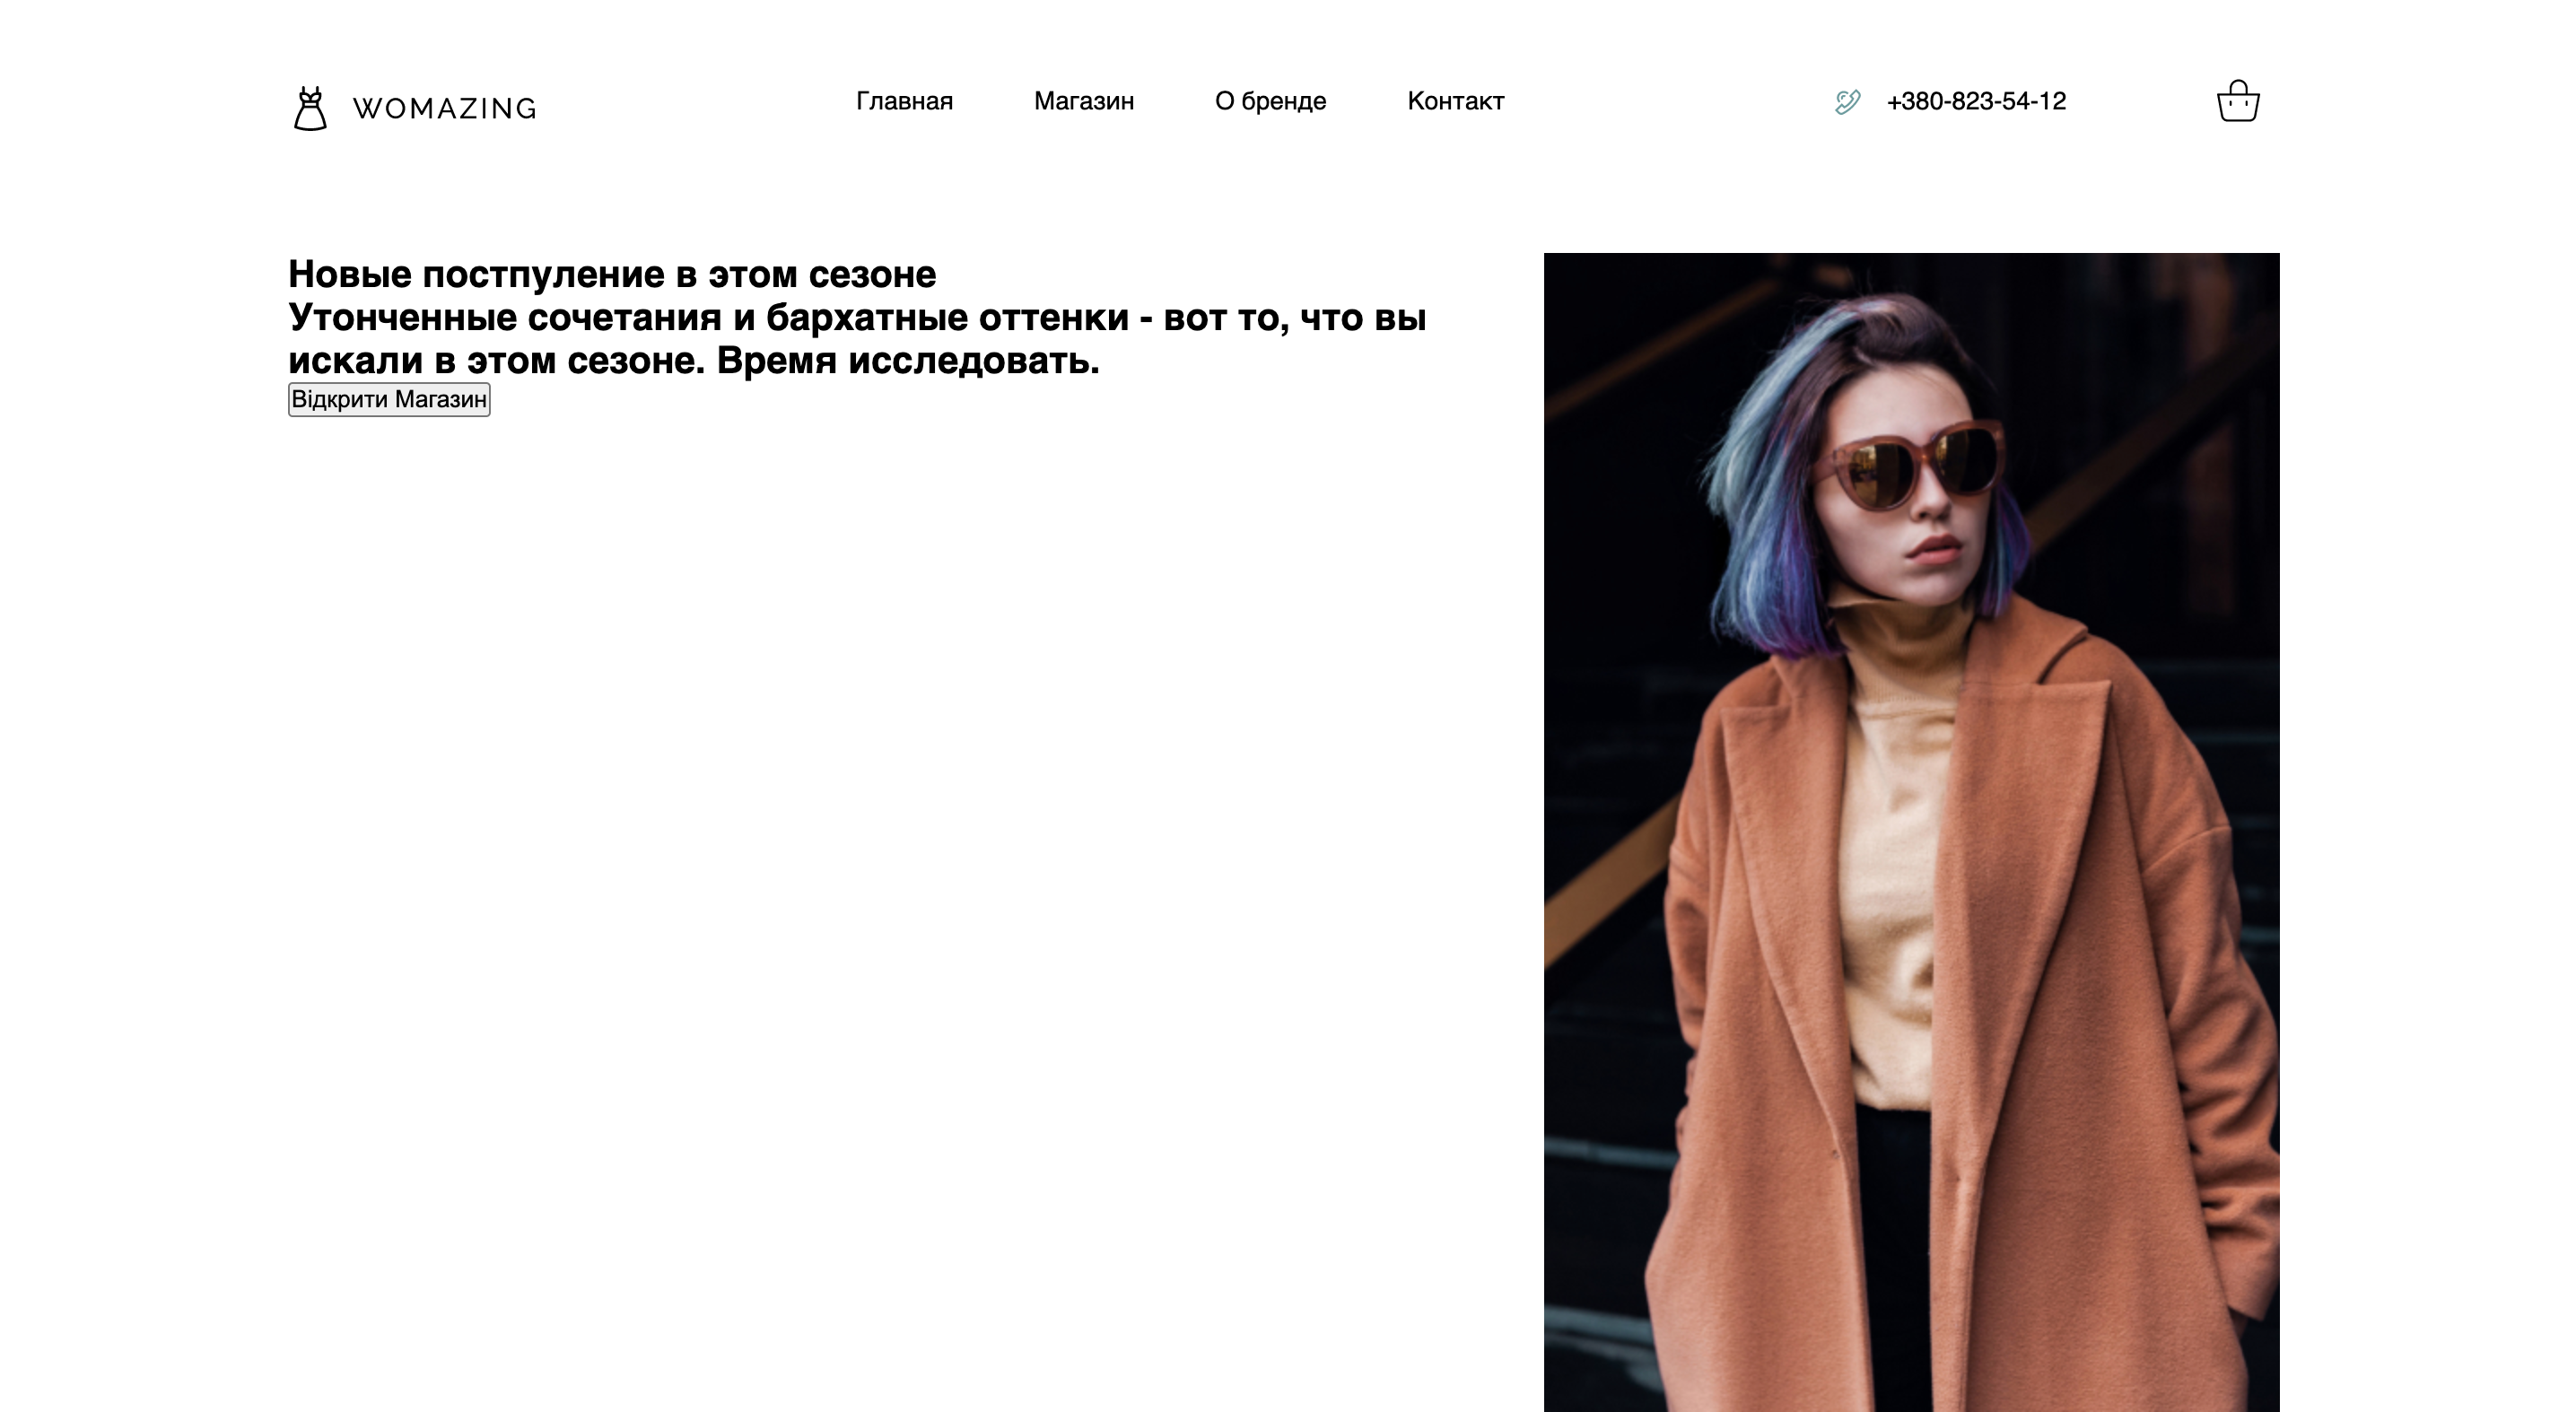 WOMAZING
Главная
Магазин
О бренде
Контакт
+380-823-54-12
Новые постпуление в этом сезоне
Утонченные сочетания и бархатные оттенки - вот то, что вы
искали в этом сезоне. Время исследовать.
Відкрити Магазин